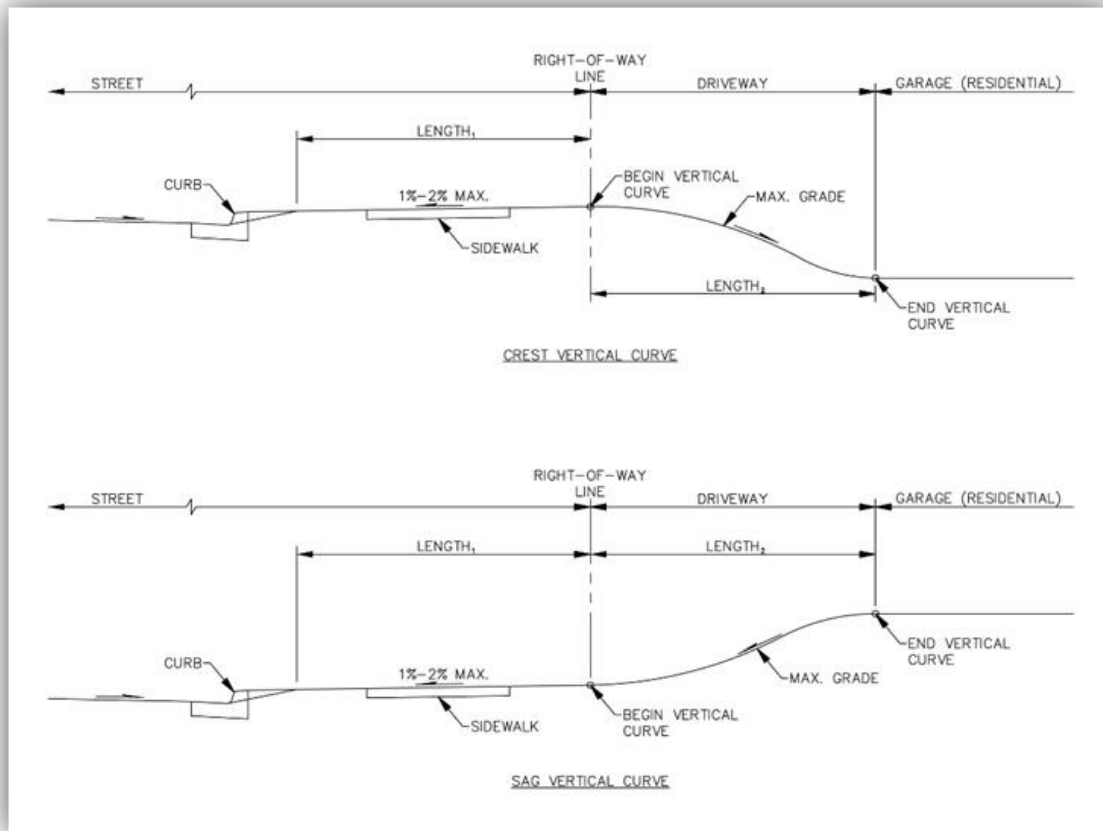 RIGHT-OF-WAY
LINE
STREET
DRIVEWAY
GARAGE (RESIDENTIAL)
LENGTH₁
CURB
1%-2% MAX.
BEGIN VERTICAL
CURVE
MAX. GRADE
SIDEWALK
LENGTH₂
END VERTICAL
CURVE
CREST VERTICAL CURVE
RIGHT-OF-WAY
LINE
STREET
DRIVEWAY
GARAGE (RESIDENTIAL)
LENGTH₁
LENGTH₂
END VERTICAL
CURVE
CURB
1%-2% MAX.
MAX. GRADE
BEGIN VERTICAL
CURVE
SIDEWALK
SAG VERTICAL CURVE